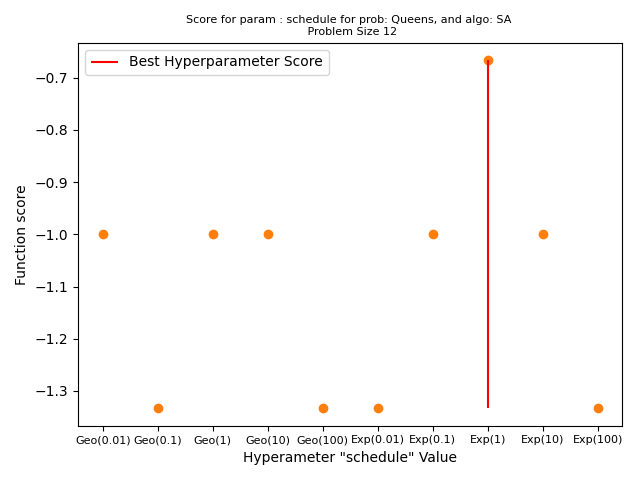 Score for param : schedule for prob: Queens, and algo: SA
Problem Size 12
Best Hyperparameter Score
Function score
−0.7
−0.8
−0.9
−1.0
−1.1
−1.2
−1.3
Geo(0.01) Geo(0.1) Geo(1) Geo(10) Geo(100) Exp(0.01) Exp(0.1) Exp(1) Exp(10) Exp(100)
Hyperameter "schedule" Value